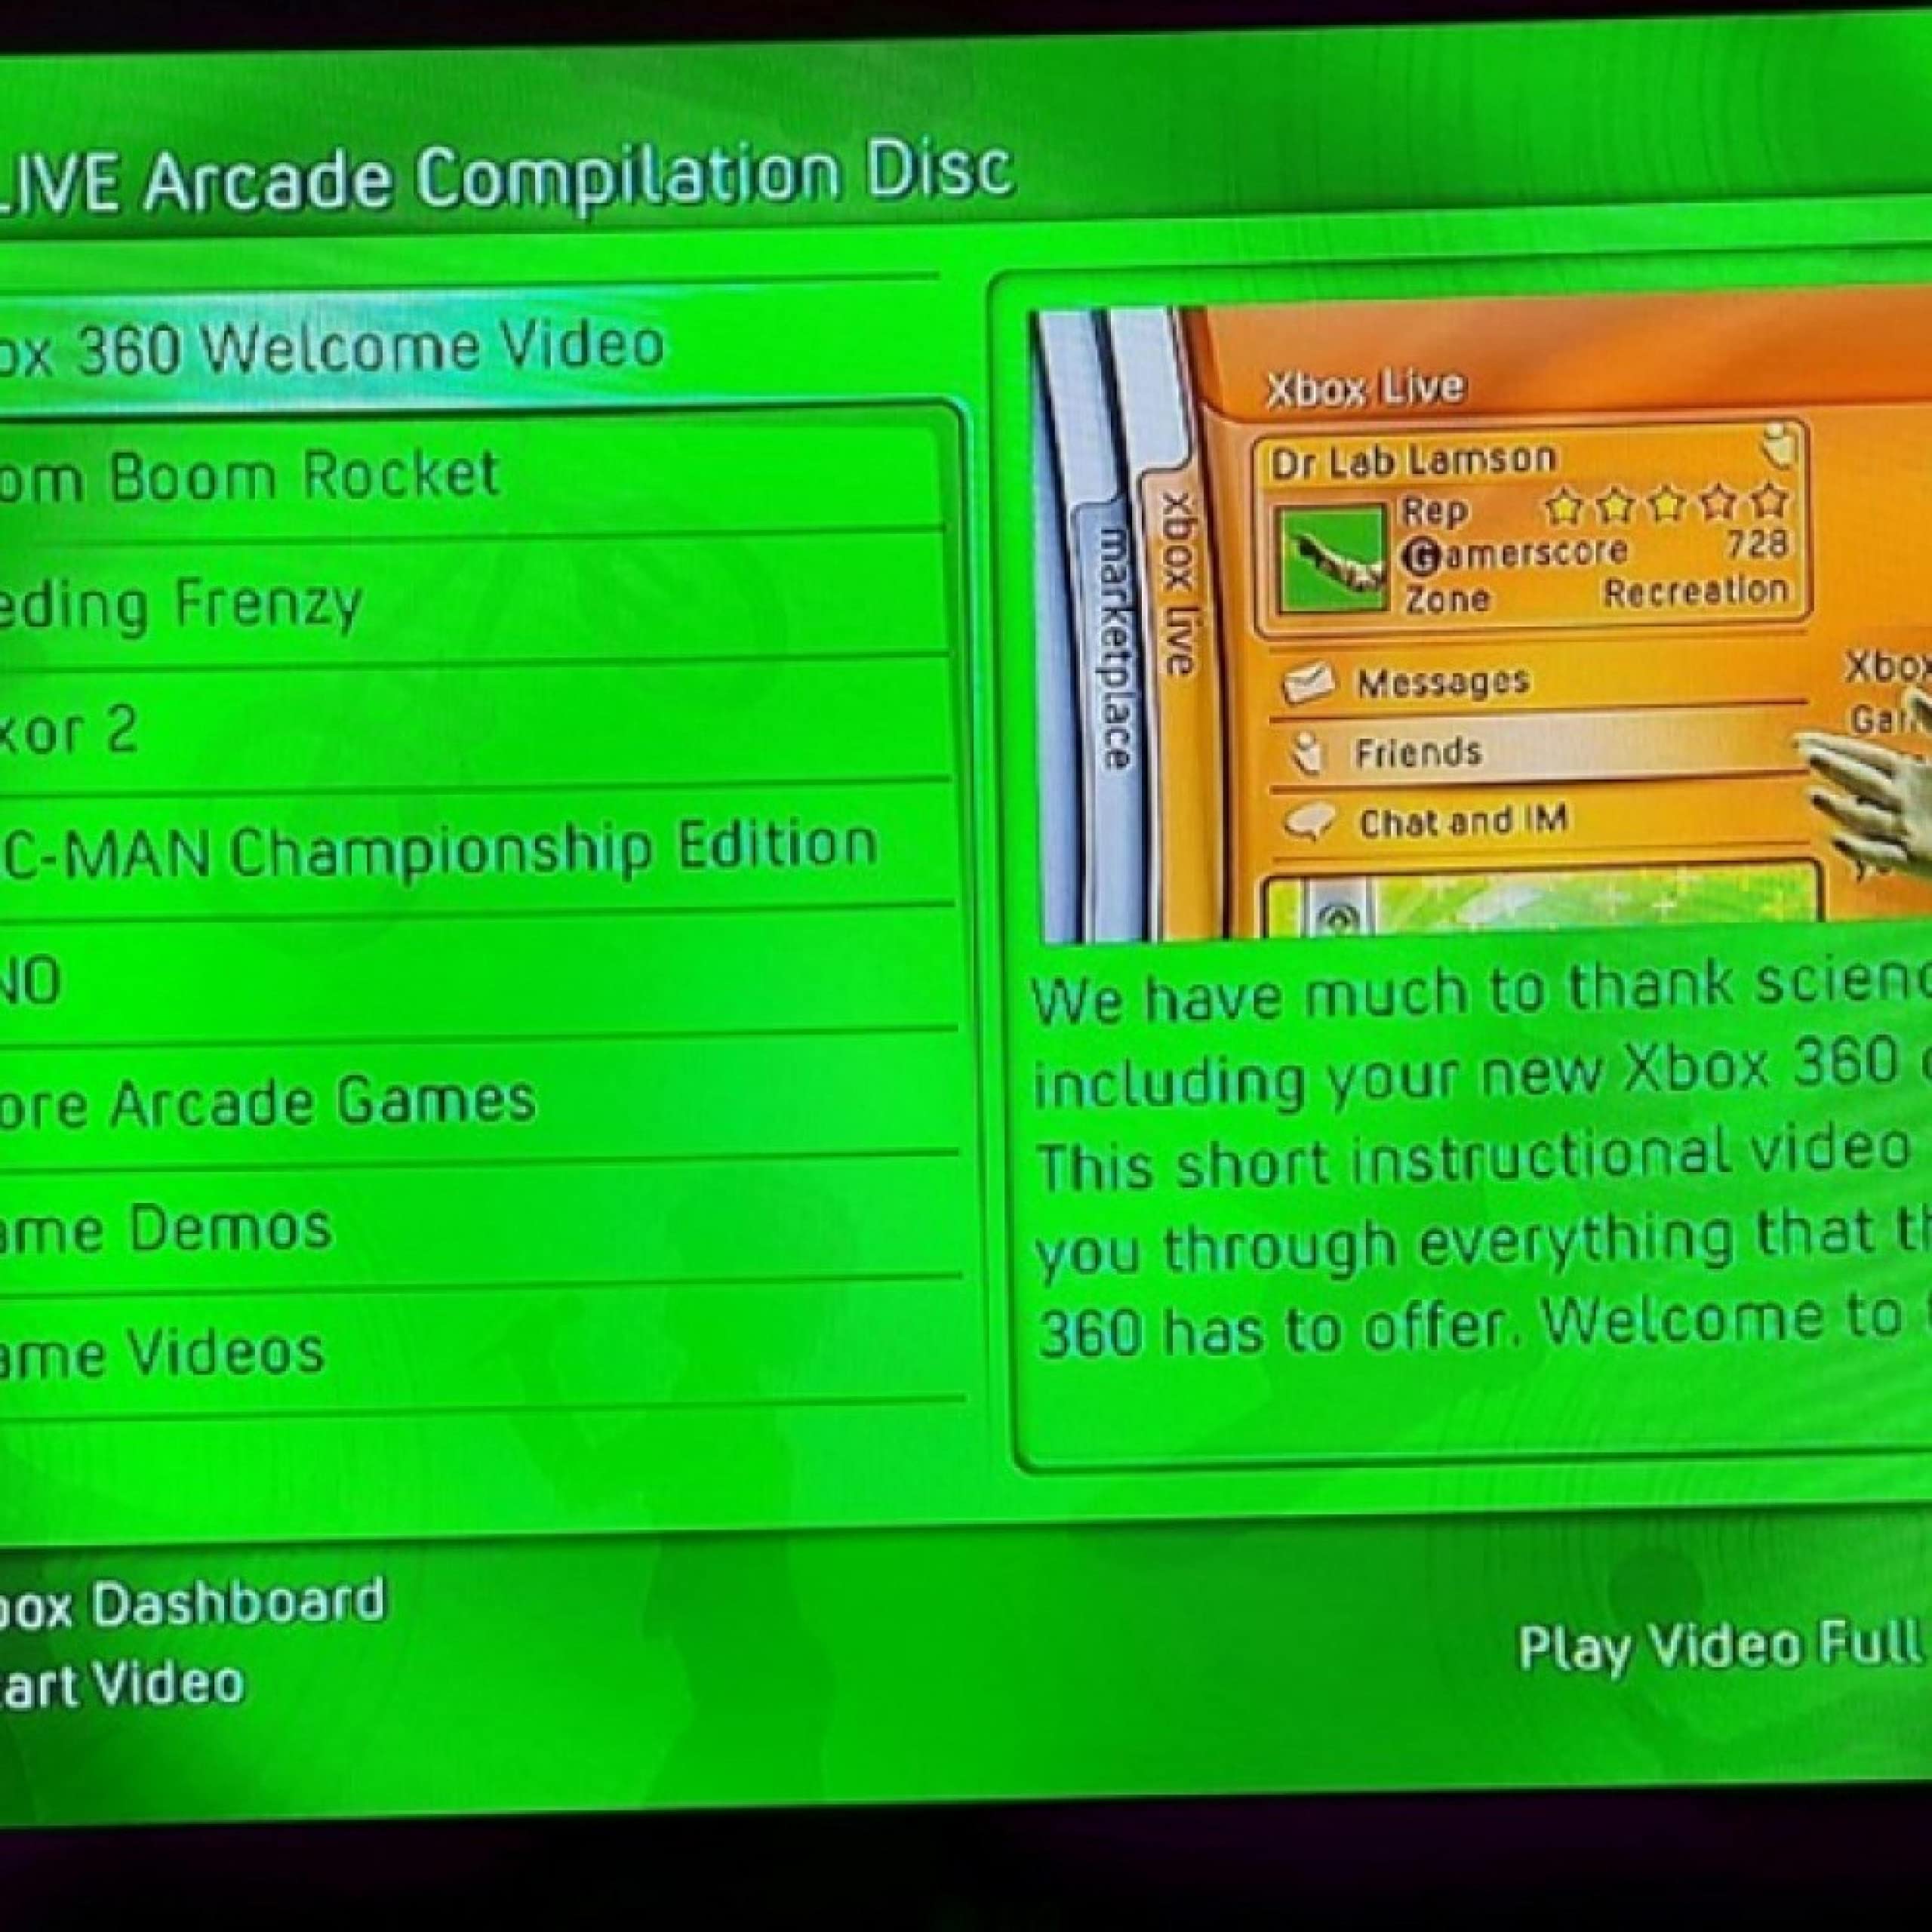 LIVE Arcade Compilation Disc
ox 360 Welcome Video
om Boom Rocket
eding Frenzy
xor 2
C-MAN Championship Edition
NO
ore Arcade Games
ame Demos
ame Videos
marketplace
xbox live
Xbox Live
Dr Lab Lamson
Rep
Gamerscore 728
Zone Recreation
Messages
Friends
Chat and IM
Xbox
We have much to thank scienc
including your new Xbox 360
This short instructional video
you through everything that th
360 has to offer. Welcome to
box Dashboard
art Video
Play Video Full